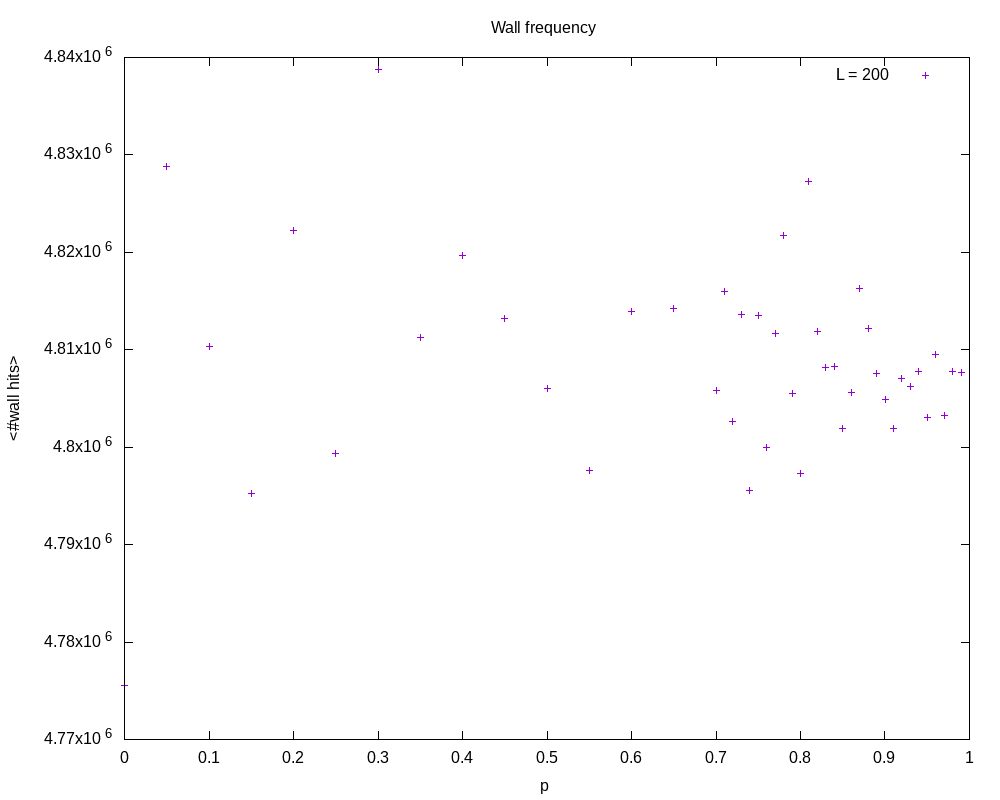 Wall frequency
4.84x10^6
L = 200
4.83x10^6
4.82x10^6
4.81x10^6
4.8x10^6
4.79x10^6
4.78x10^6
4.77x10^6
<#wall hits>
0 0.1 0.2 0.3 0.4 0.5 0.6 0.7 0.8 0.9 1
p